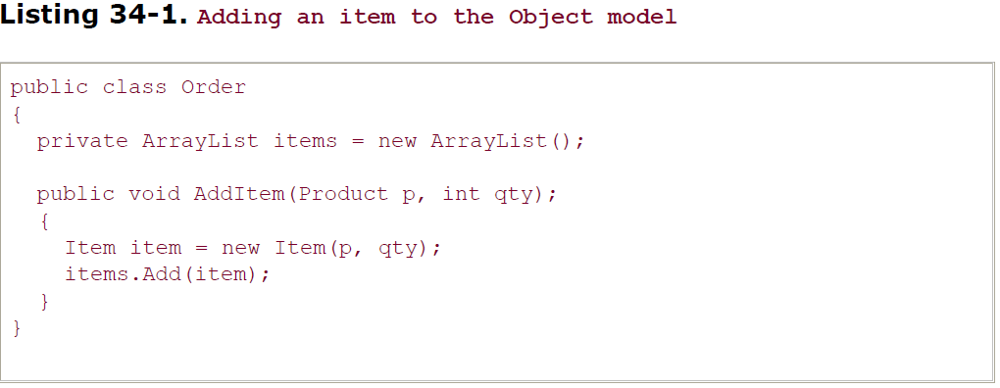 Listing 34-1. Adding an item to the Object model
public class Order
{
private ArrayList items = new ArrayList();
public void AddItem(Product p, int qty);
{
Item item = new Item(p, qty);
items.Add(item);
}
}